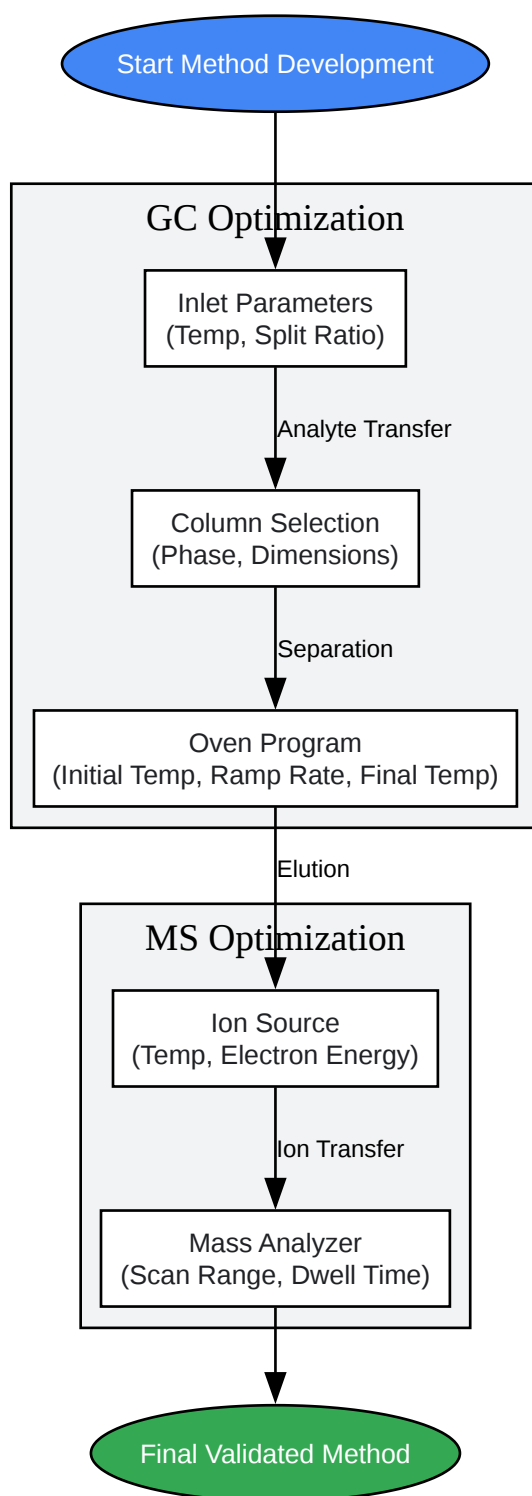 Start Method Development
GC Optimization
Inlet Parameters
(Temp, Split Ratio)
Analyte Transfer
Column Selection
(Phase, Dimensions)
Separation
Oven Program
(Initial Temp, Ramp Rate, Final Temp)
Elution
MS Optimization
Ion Source
(Temp, Electron Energy)
Ion Transfer
Mass Analyzer
(Scan Range, Dwell Time)
Final Validated Method